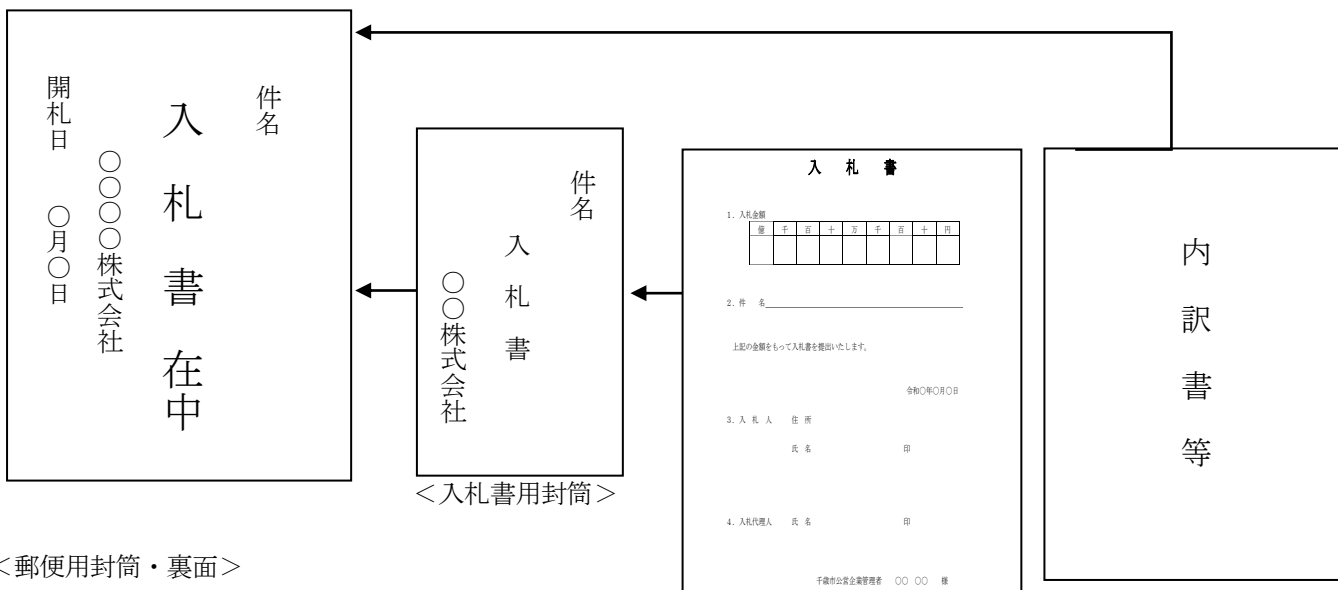 件名
入札書在中
〇〇〇〇株式会社
開札日　〇月〇日
件名
入札書
〇〇株式会社
＜入札書用封筒＞
入　札　書
1．入札金額
億 千 百 十 万 千 百 十 円
2．件　名
上記の金額をもって入札書を提出いたします。
令和〇年〇月〇日
3．入 札 人　住 所
氏 名　印
4．入札代理人　氏 名　印
千歳市公営企業管理者　〇〇 〇〇　様
内訳書等
＜郵便用封筒・裏面＞